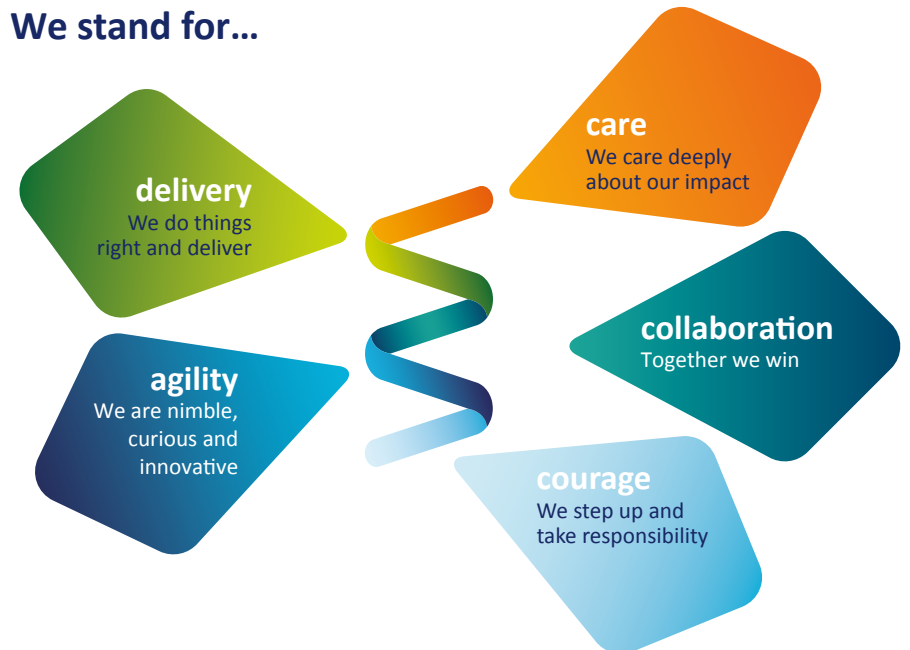 We stand for...
care
We care deeply
about our impact
delivery
We do things
right and deliver
collaboration
Together we win
agility
We are nimble,
curious and
innovative
courage
We step up and
take responsibility